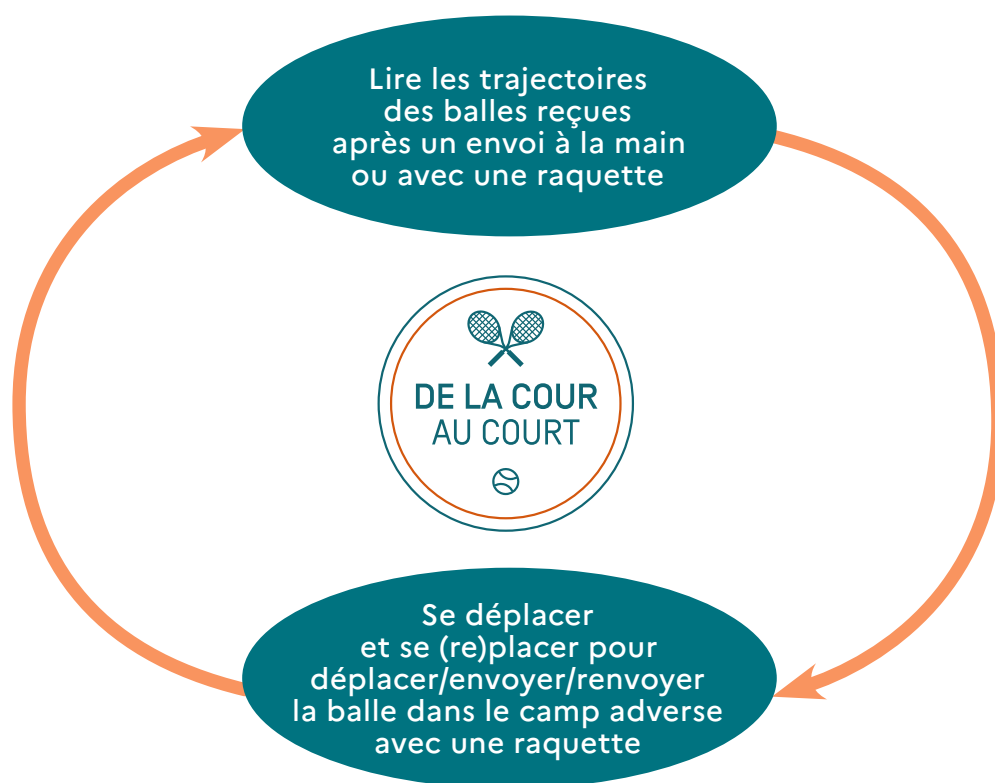 Lire les trajectoires
des balles reçues
après un envoi à la main
ou avec une raquette
DE LA COUR
AU COURT
Se déplacer
et se (re)placer pour
déplacer/envoyer/renvoyer
la balle dans le camp adverse
avec une raquette